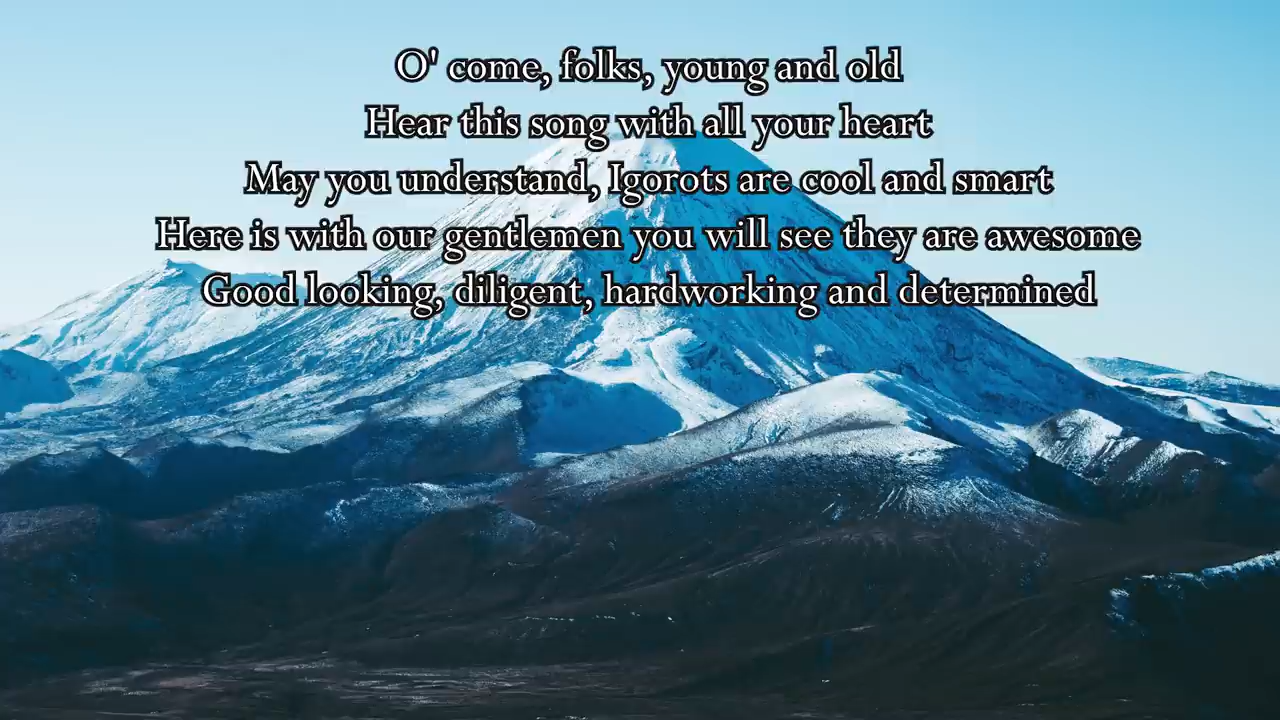 O' come, folks, young and old
Hear this song with all your heart
May you understand, Igorots are cool and smart
Here is with our gentlemen you will see they are awesome
Good looking, diligent, hardworking and determined